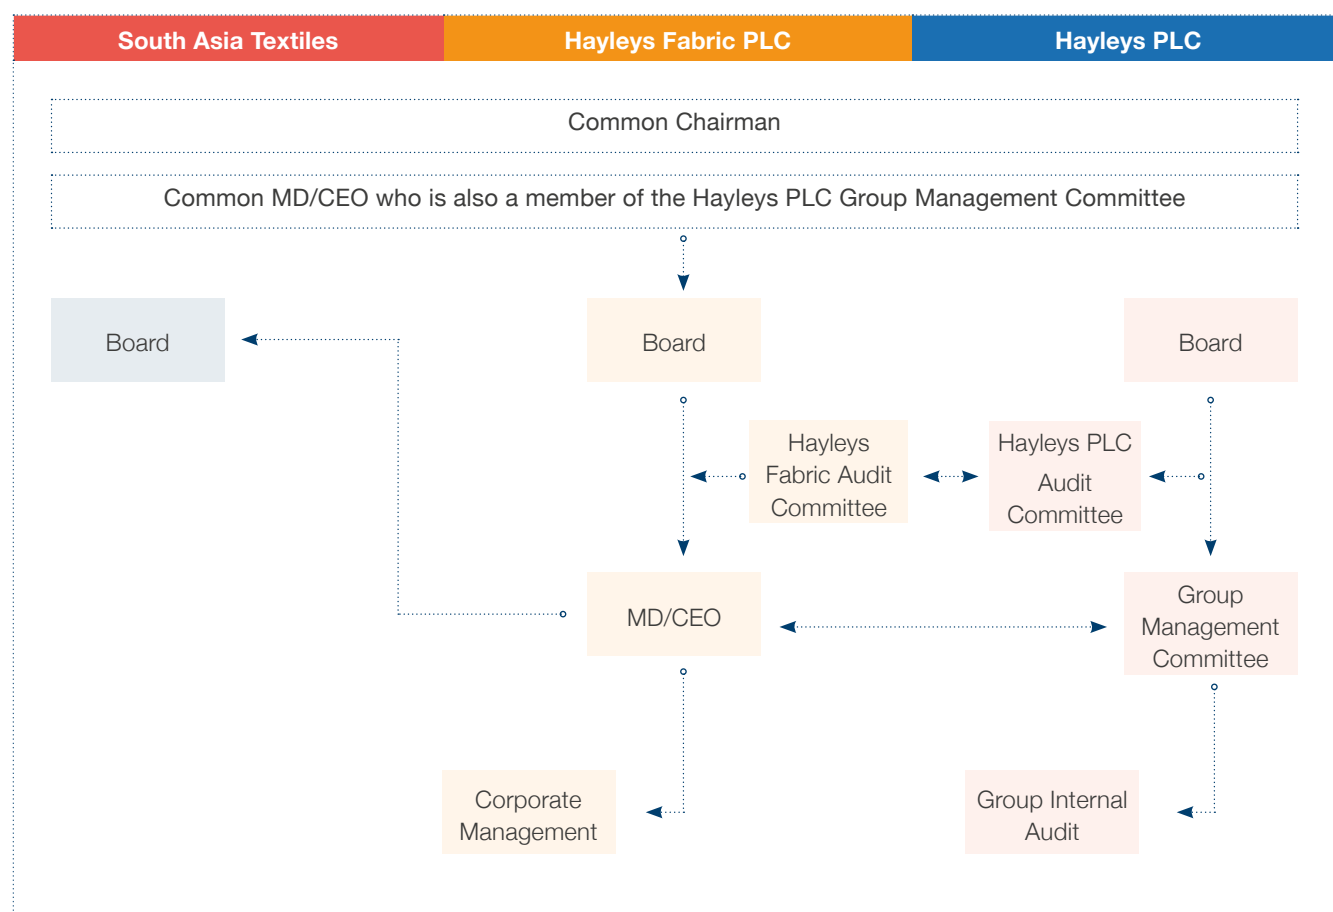 South Asia Textiles
Hayleys Fabric PLC
Hayleys PLC
Common Chairman
Common MD/CEO who is also a member of the Hayleys PLC Group Management Committee
Board
Board
Board
Hayleys
Fabric Audit
Committee
Hayleys PLC
Audit
Committee
MD/CEO
Group
Management
Committee
Corporate
Management
Group Internal
Audit